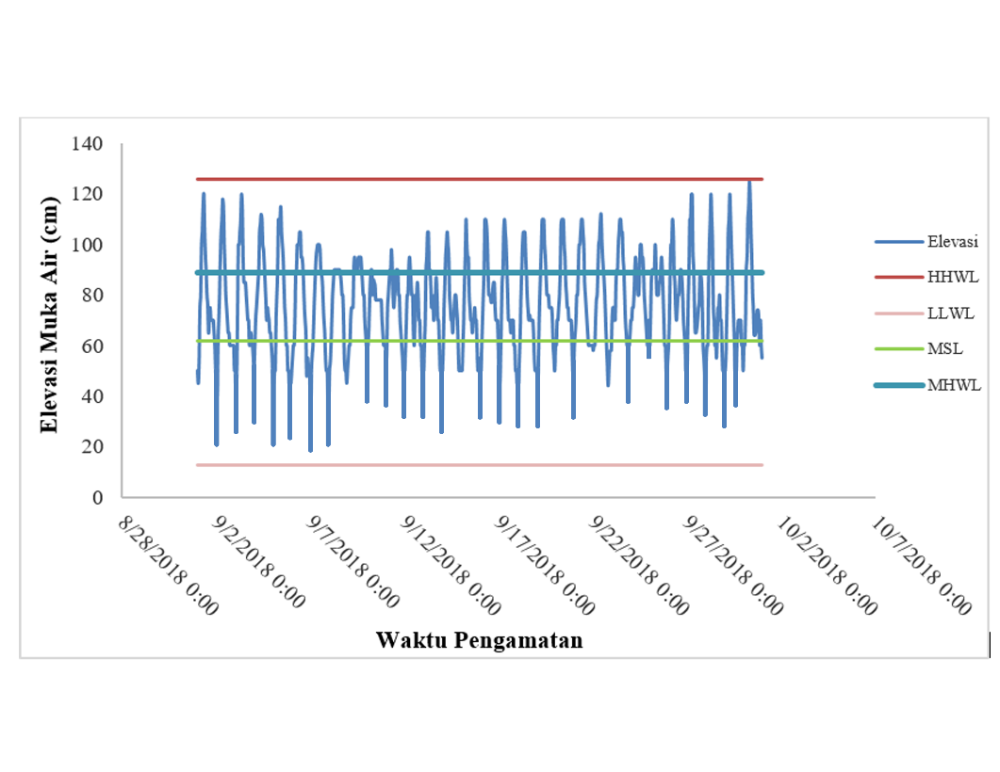 140
120
100
80
60
40
20
0
Elevasi Muka Air (cm)
8/28/2018 0:00
9/2/2018 0:00
9/7/2018 0:00
9/12/2018 0:00
9/17/2018 0:00
9/22/2018 0:00
9/27/2018 0:00
10/2/2018 0:00
10/7/2018 0:00
Waktu Pengamatan
Elevasi
HHWL
LLWL
MSL
MHWL